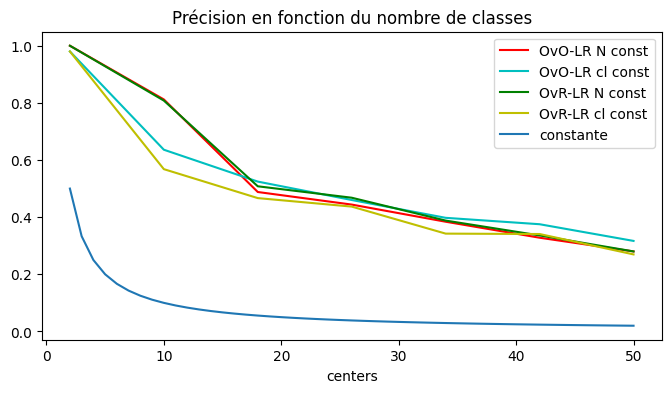 Précision en fonction du nombre de classes
OvO-LR N const
OvO-LR cl const
OvR-LR N const
OvR-LR cl const
constante
1.0
0.8
0.6
0.4
0.2
0.0
0 10 20 30 40 50
centers